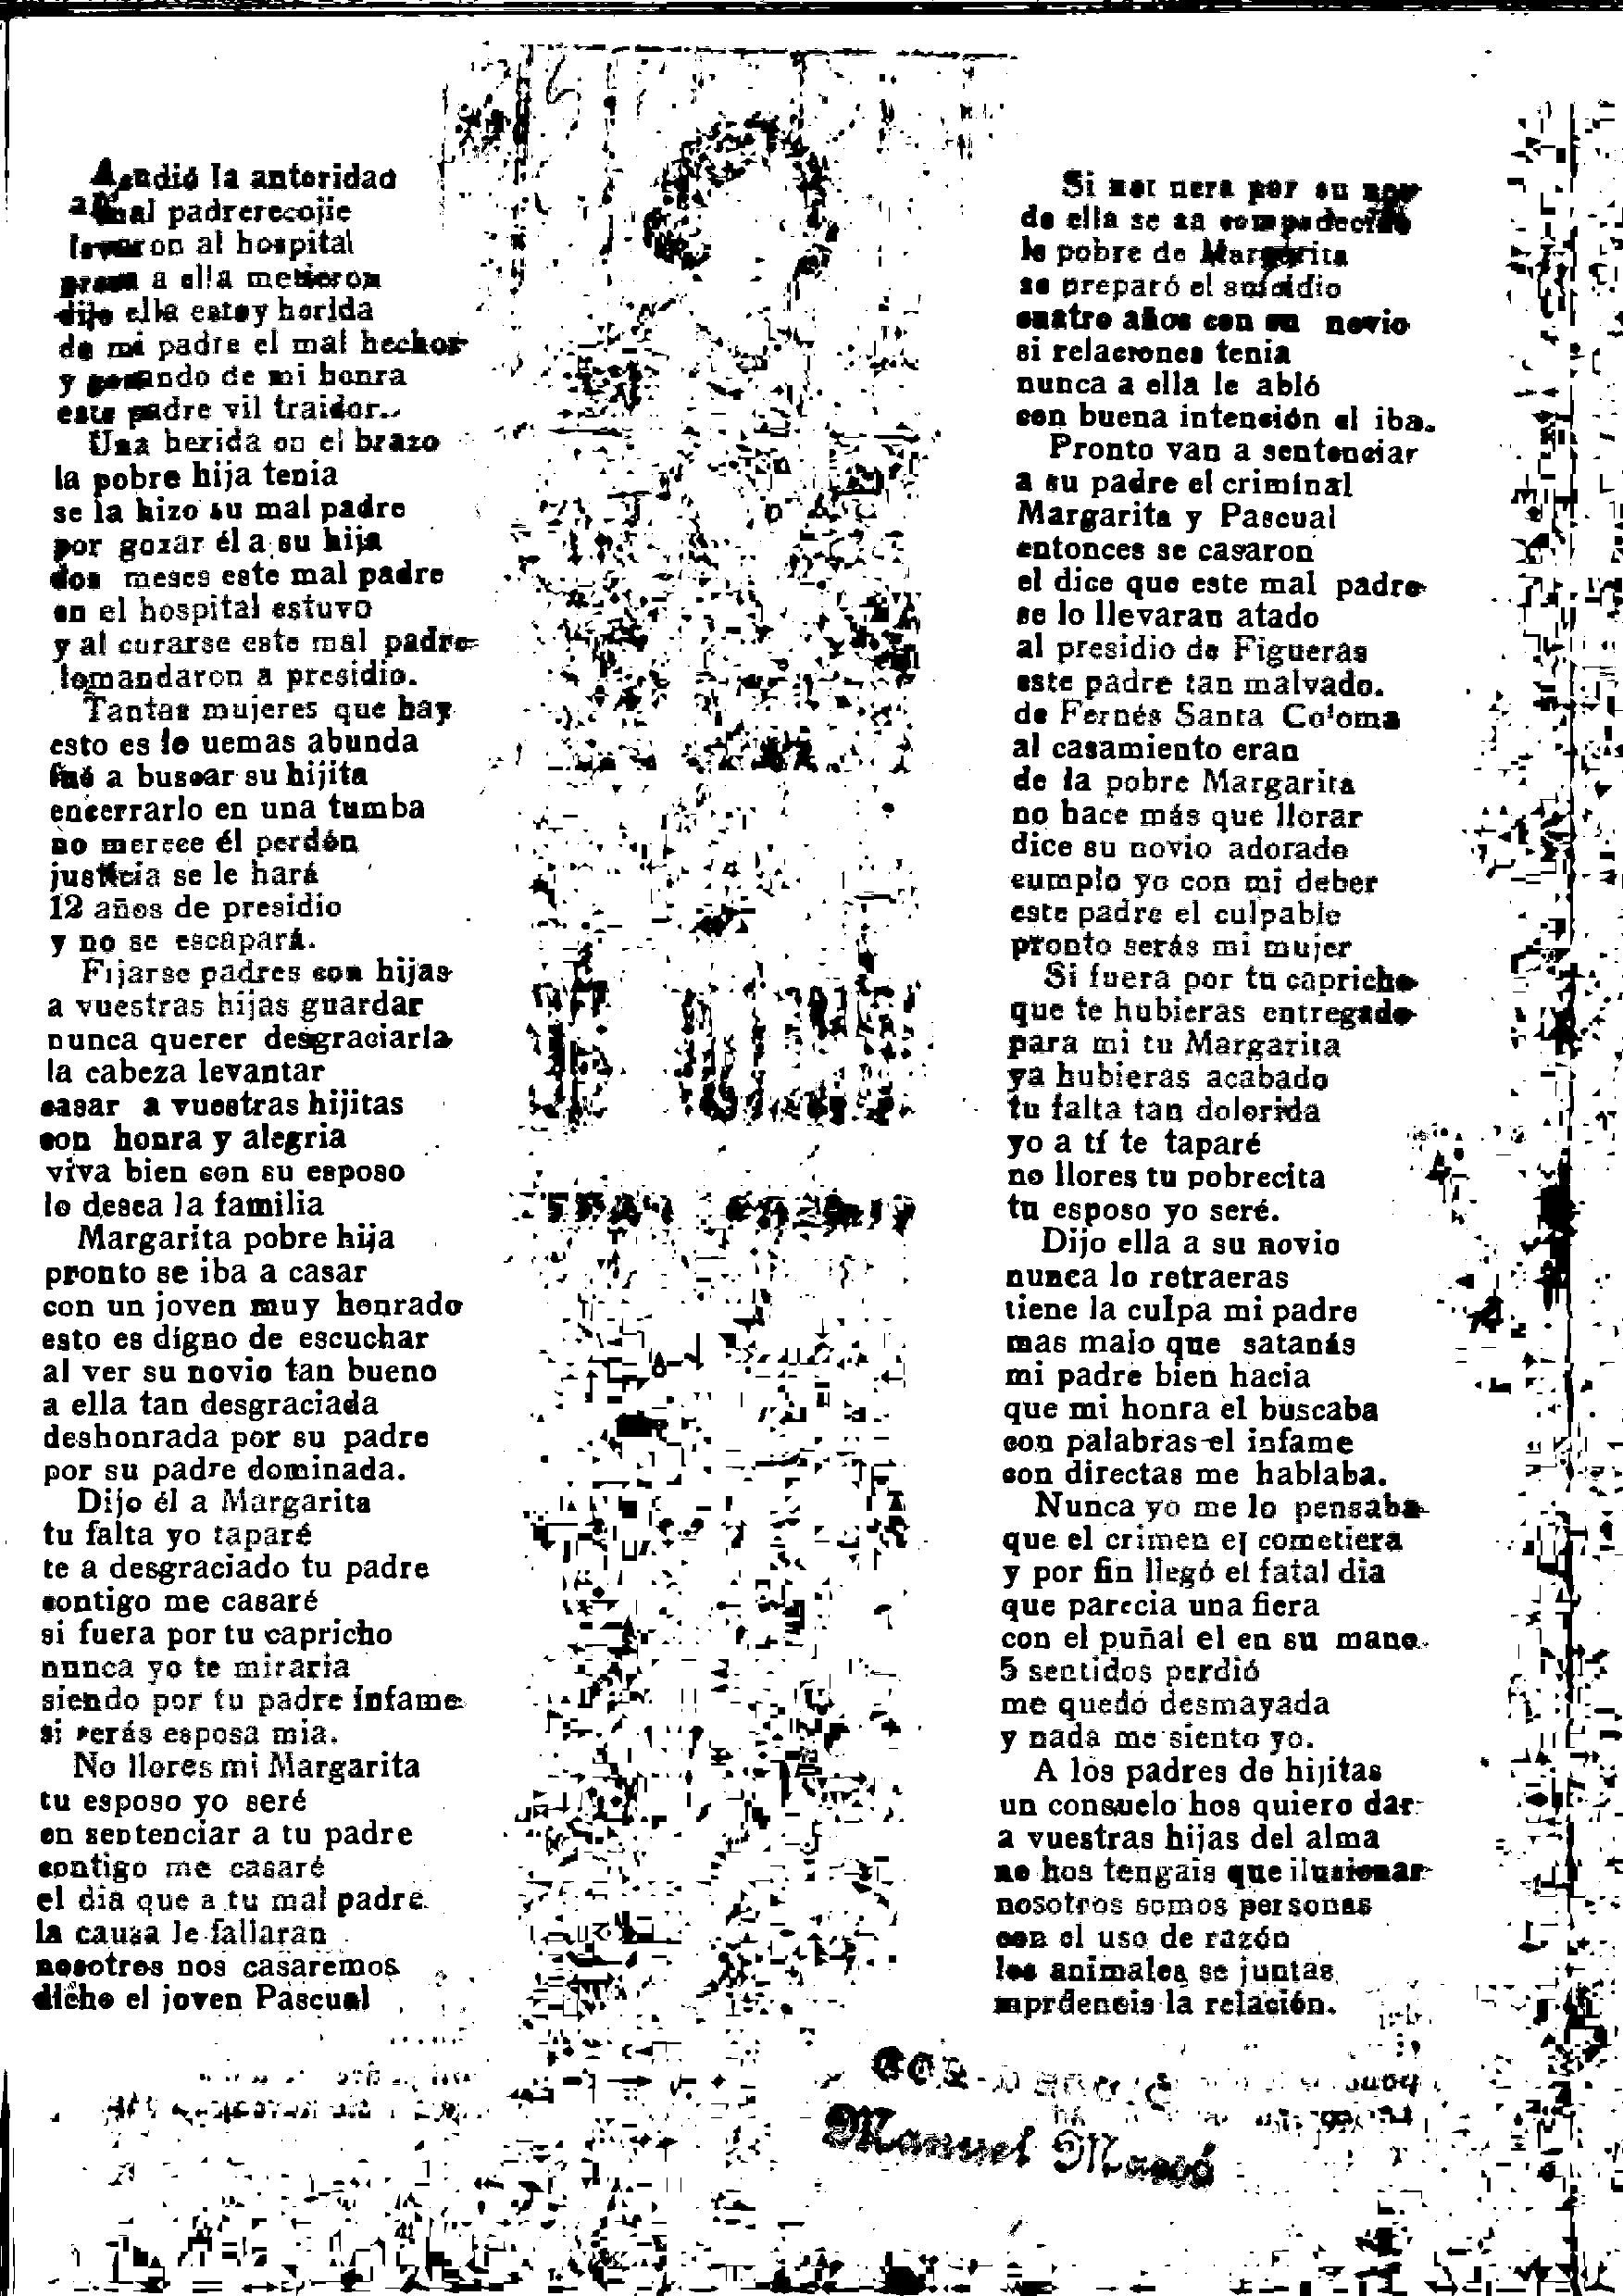 Acudió la antoridad
al mal padrerecojie
levaron al hospital
presa a ella metieron
dijo ella estoy herida
de mi padre el mal hechor
y gozando de mi honra
este padre vil traidor.
Una herida en el brazo
la pobre hija tenia
se la hizo su mal padre
por gozar él a su hija
dos meses este mal padre
en el hospital estuvo
y al curarse este mal padre
lomandaron a presidio.
Tantas mujeres que hay
esto es lo uemas abunda
fué a buscar su hijita
encerrarlo en una tumba
no merece él perdón
justicia se le hará
12 años de presidio
y no se escapará.
Fijarse padres con hijas
a vuestras hijas guardar
nunca querer desgraciarla
la cabeza levantar
casar a vuestras hijitas
con honra y alegria
viva bien con su esposo
lo desea la familia
Margarita pobre hija
pronto se iba a casar
con un joven muy honrado
esto es digno de escuchar
al ver su novio tan bueno
a ella tan desgraciada
deshonrada por su padre
por su padre dominada.
Dijo él a Margarita
tu falta yo taparé
te a desgraciado tu padre
contigo me casaré
si fuera por tu capricho
nunca yo te miraria
siendo por tu padre infame
si serás esposa mia.
No llores mi Margarita
tu esposo yo seré
en sentenciar a tu padre
contigo me casaré
el dia que a tu mal padre
la causa le fallaran
nosotros nos casaremos
dicho el joven Pascual
Si not uera por su
de ella se aa compadecido
le pobre de Margarita
se preparó el suicidio
cuatro años con su novio
si relaciones tenia
nunca a ella le abló
con buena intención el iba.
Pronto van a sentenciar
a su padre el criminal
Margarita y Pascual
entonces se casaron
el dice que este mal padre
se lo llevaran atado
al presidio de Figueras
este padre tan malvado.
de Fernés Santa Coloma
al casamiento eran
de la pobre Margarita
no hace más que llorar
dice su novio adorado
cumplo yo con mi deber
este padre el culpable
pronto serás mi mujer
Si fuera por tu capricho
que te hubieras entregado
para mi tu Margarita
ya hubieras acabado
tu falta tan dolorida
yo a tí te taparé
no llores tu pobrecita
tu esposo yo seré.
Dijo ella a su novio
nunca lo retraeras
tiene la culpa mi padre
mas malo que satanás
mi padre bien hacia
que mi honra el buscaba
con palabras el infame
con directas me hablaba.
Nunca yo me lo pensaba
que el crimen el cometiera
y por fin llegó el fatal dia
que parecia una fiera
con el puñal el en su mano
5 sentidos perdió
me quedó desmayada
y nada me siento yo.
A los padres de hijitas
un consuelo hos quiero dar
a vuestras hijas del alma
no hos tengais que ilusionar
nosotros somos personas
con el uso de razón
los animales se juntas
mprdeneis la relación.
Manuel